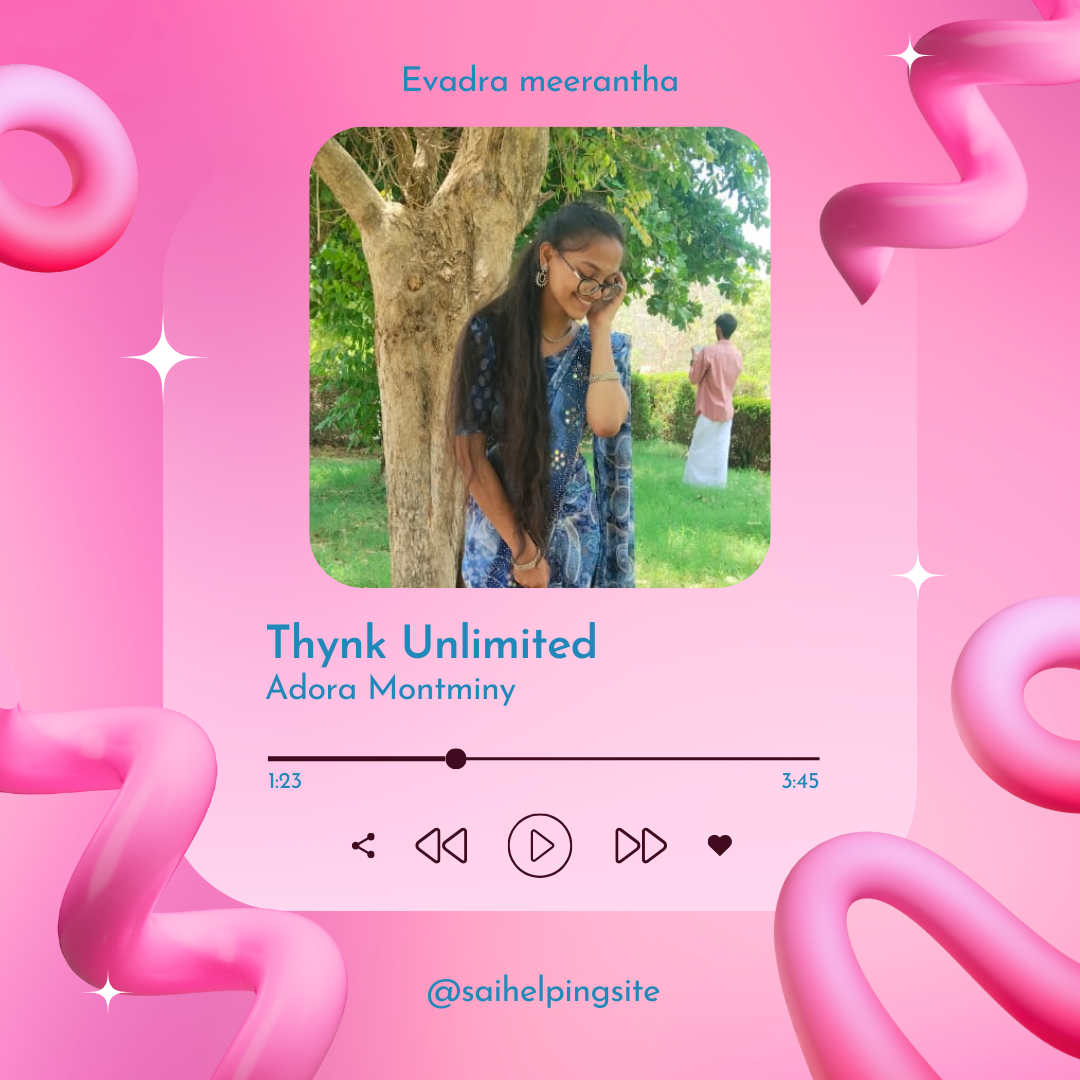 Evadra meerantha
Thynk Unlimited
Adora Montminy
1:23 3:45
@saihelpingsite